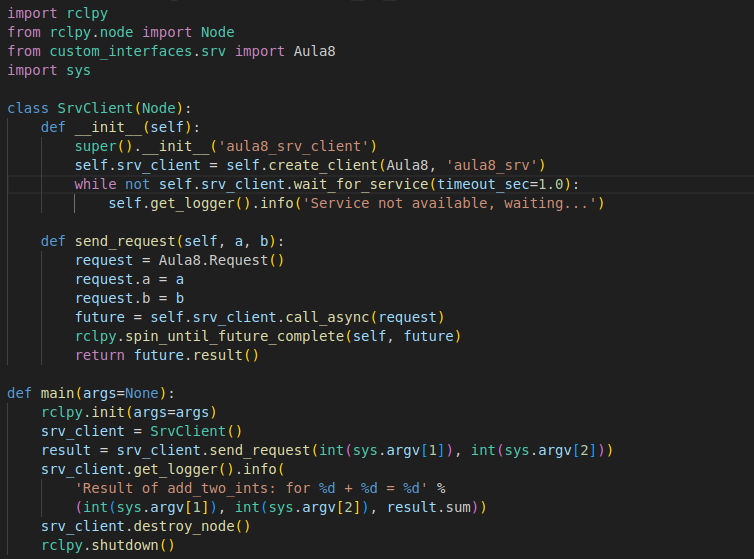 import rclpy
from rclpy.node import Node
from custom_interfaces.srv import Aula8
import sys

class SrvClient(Node):
    def __init__(self):
        super().__init__('aula8_srv_client')
        self.srv_client = self.create_client(Aula8, 'aula8_srv')
        while not self.srv_client.wait_for_service(timeout_sec=1.0):
            self.get_logger().info('Service not available, waiting...')

    def send_request(self, a, b):
        request = Aula8.Request()
        request.a = a
        request.b = b
        future = self.srv_client.call_async(request)
        rclpy.spin_until_future_complete(self, future)
        return future.result()

def main(args=None):
    rclpy.init(args=args)
    srv_client = SrvClient()
    result = srv_client.send_request(int(sys.argv[1]), int(sys.argv[2]))
    srv_client.get_logger().info(
        'Result of add_two_ints: for %d + %d = %d' %
        (int(sys.argv[1]), int(sys.argv[2]), result.sum))
    srv_client.destroy_node()
    rclpy.shutdown()